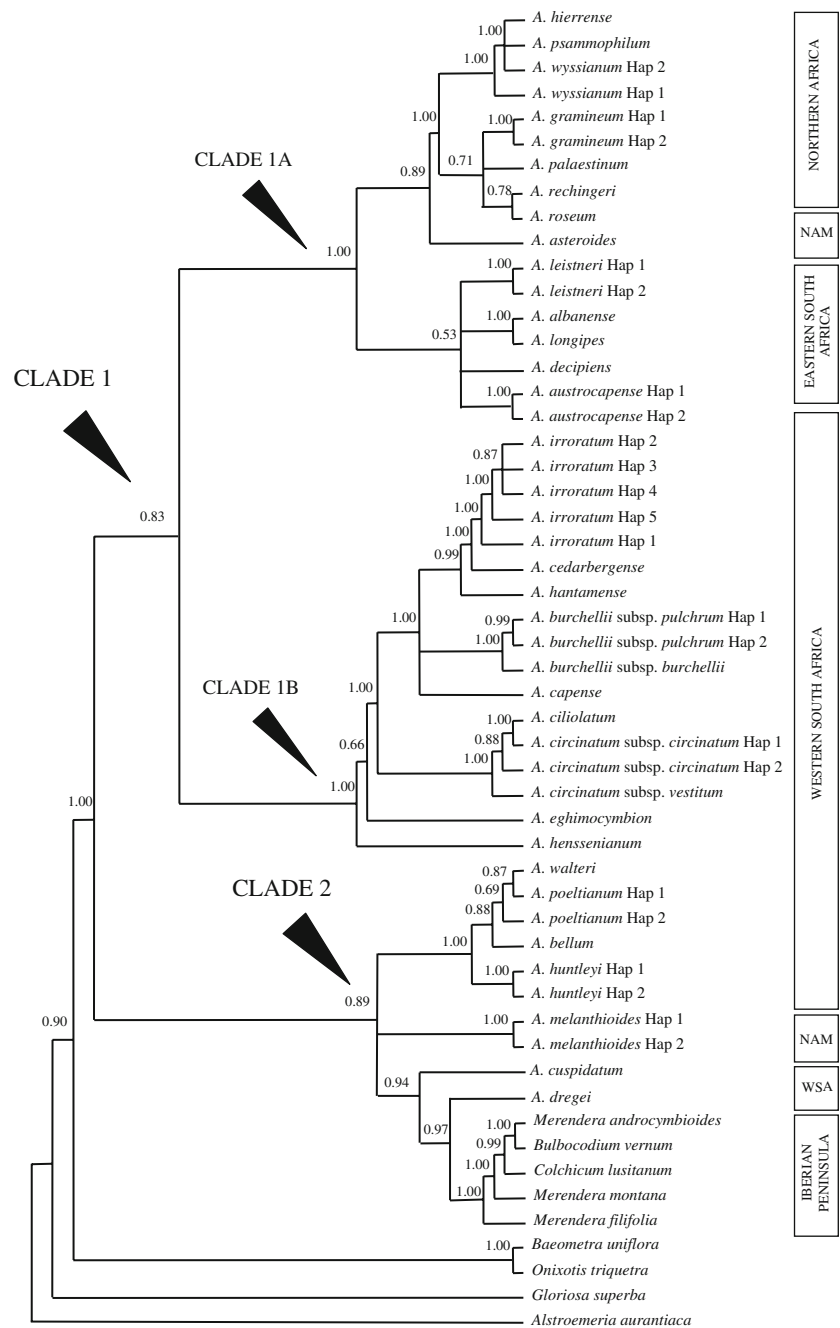 A. hierrense
1.00
A. psammophilum
1.00
A. wyssianum Hap 2
A. wyssianum Hap 1
A. gramineum Hap 1
1.00
1.00
A. gramineum Hap 2
CLADE 1A
0.71
A. palaestinum
0.89
A. rechingeri
0.78
A. roseum
NORTHERN AFRICA
NAM
A. asteroides
1.00
A. leistneri Hap 1
1.00
A. leistneri Hap 2
A. albanense
1.00
0.53
A. longipes
A. decipiens
CLADE 1
A. austrocapense Hap 1
1.00
A. austrocapense Hap 2
EASTERN SOUTH
AFRICA
A. irroratum Hap 2
0.87
A. irroratum Hap 3
1.00
A. irroratum Hap 4
1.00
0.83
A. irroratum Hap 5
1.00
A. irroratum Hap 1
0.99
A. cedarbergense
A. hantamense
1.00
A. burchellii subsp. pulchrum Hap 1
0.99
1.00
A. burchellii subsp. pulchrum Hap 2
A. burchellii subsp. burchellii
CLADE 1B
A. capense
1.00
A. ciliolatum
1.00
0.66
0.88
A. circinatum subsp. circinatum Hap 1
1.00
A. circinatum subsp. circinatum Hap 2
1.00
A. circinatum subsp. vestitum
1.00
A. eghimocymbion
A. henssenianum
WESTERN SOUTH AFRICA
A. walteri
0.87
CLADE 2
0.69
A. poeltianum Hap 1
0.88
A. poeltianum Hap 2
1.00
A. bellum
A. huntleyi Hap 1
1.00
0.89
A. huntleyi Hap 2
A. melanthioides Hap 1
1.00
0.90
NAM
A. melanthioides Hap 2
A. cuspidatum
0.94
WSA
A. dregei
Merendera androcymbioides
1.00
0.97
0.99
Bulbocodium vernum
1.00
Colchicum lusitanum
1.00
Merendera montana
Merendera filifolia
IBERIAN
PENINSULA
Baeometra uniflora
1.00
Onixotis triquetra
Gloriosa superba
Alstroemeria aurantiaca